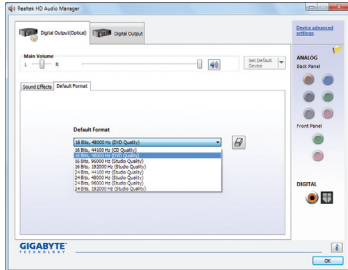 Realtek HD Audio Manager
Digital Output(Optical)
Digital Output
Device advanced
settings
Main Volume
L
R
Set Default
Device
ANALOG
Back Panel
Sound Effects
Default Format
Default Format
16 Bits, 48000 Hz (DVD Quality)
16 Bits, 44100 Hz (CD Quality)
16 Bits, 48000 Hz (DVD Quality)
16 Bits, 96000 Hz (Studio Quality)
16 Bits, 192000 Hz (Studio Quality)
24 Bits, 44100 Hz (Studio Quality)
24 Bits, 48000 Hz (Studio Quality)
24 Bits, 96000 Hz (Studio Quality)
24 Bits, 192000 Hz (Studio Quality)
Front Panel
DIGITAL
GIGABYTE
TECHNOLOGY
OK